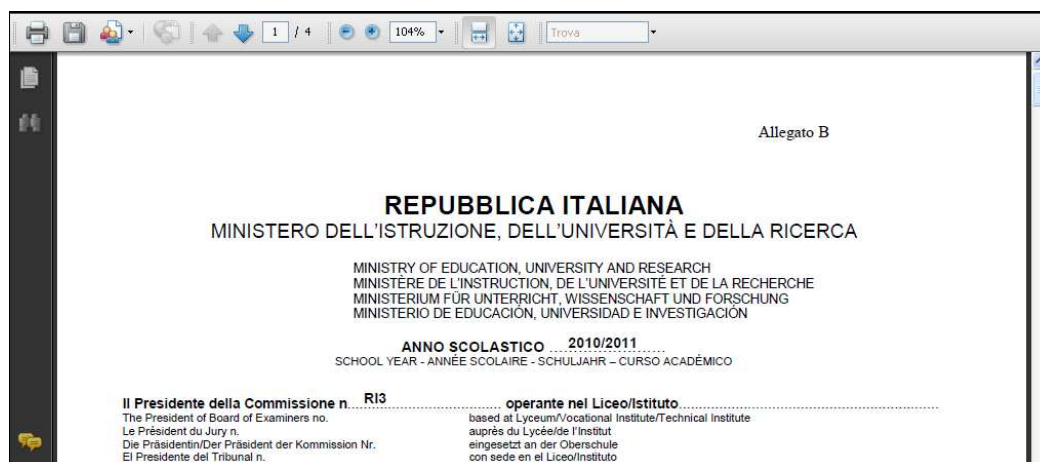 1 / 4 104% Trova
Allegato B
REPUBBLICA ITALIANA
MINISTERO DELL'ISTRUZIONE, DELL'UNIVERSITÀ E DELLA RICERCA
MINISTRY OF EDUCATION, UNIVERSITY AND RESEARCH
MINISTÈRE DE L'INSTRUCTION, DE L'UNIVERSITÉ ET DE LA RECHERCHE
MINISTERIUM FÜR UNTERRICHT, WISSENSCHAFT UND FORSCHUNG
MINISTERIO DE EDUCACIÓN, UNIVERSIDAD E INVESTIGACIÓN
ANNO SCOLASTICO ....2010/2011......
SCHOOL YEAR - ANNÉE SCOLAIRE - SCHULJAHR – CURSO ACADÉMICO
Il Presidente della Commissione n....RI3.............................. operante nel Liceo/Istituto..................................................................
The President of Board of Examiners no. based at Lyceum/Vocational Institute/Technical Institute
Le Président du Jury n. auprès du Lycée/de l'Institut
Die Präsidentin/Der Präsident der Kommission Nr. eingesetzt an der Oberschule
El Presidente del Tribunal n. con sede en el Liceo/Instituto